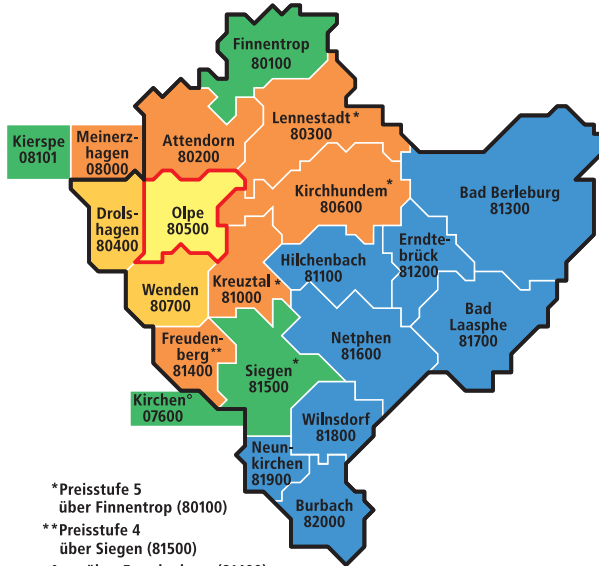 Finnentrop
80100
Lennestadt *
80300
Kierspe
08101
Meinerz-
hagen
08000
Attendorn
80200
Kirchhundem *
80600
Bad Berleburg
81300
Drols-
hagen
80400
Olpe
80500
Erndte-
brück
81200
Hilchenbach
81100
Wenden
80700
Kreuztal *
81000
Bad
Laasphe
81700
Freuden-
berg**
81400
Netphen
81600
Siegen*
81500
Kirchen°
07600
Wilnsdorf
81800
Neun-
kirchen
81900
Burbach
82000
*Preisstufe 5
über Finnentrop (80100)
**Preisstufe 4
über Siegen (81500)